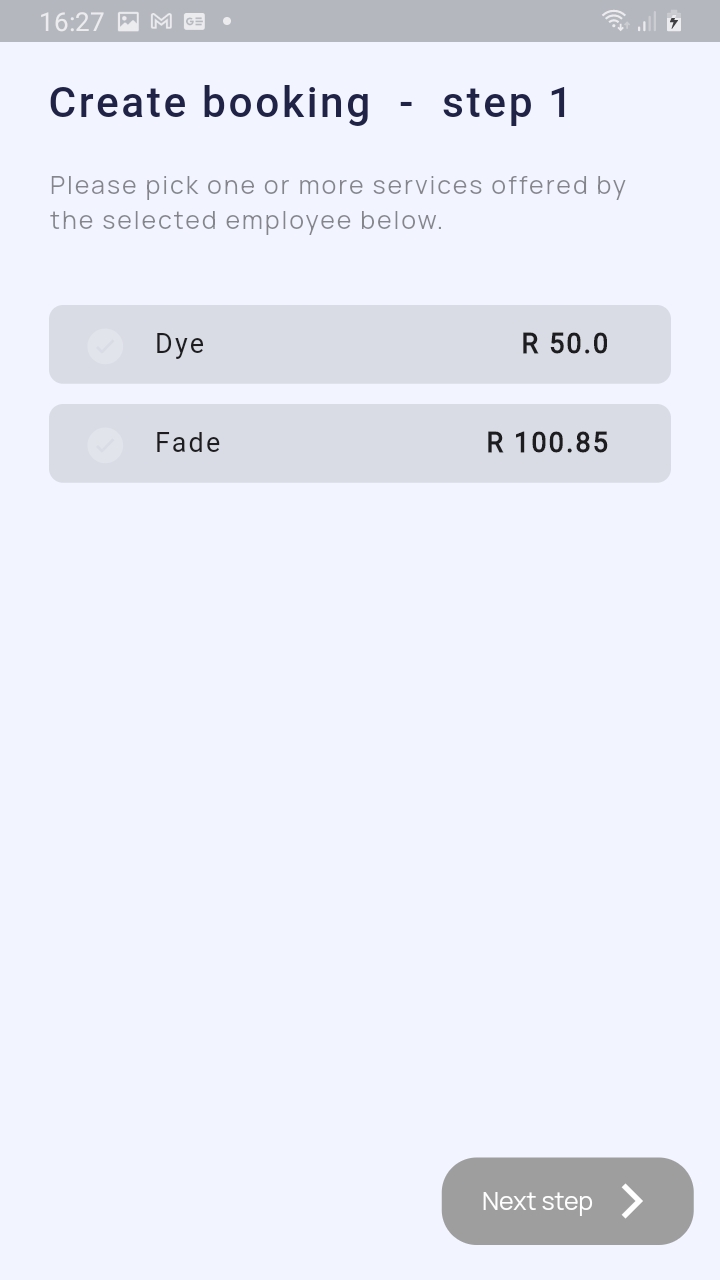 16:27
Create booking - step 1
Please pick one or more services offered by
the selected employee below.
Dye R 50.0
Fade R 100.85
Next step